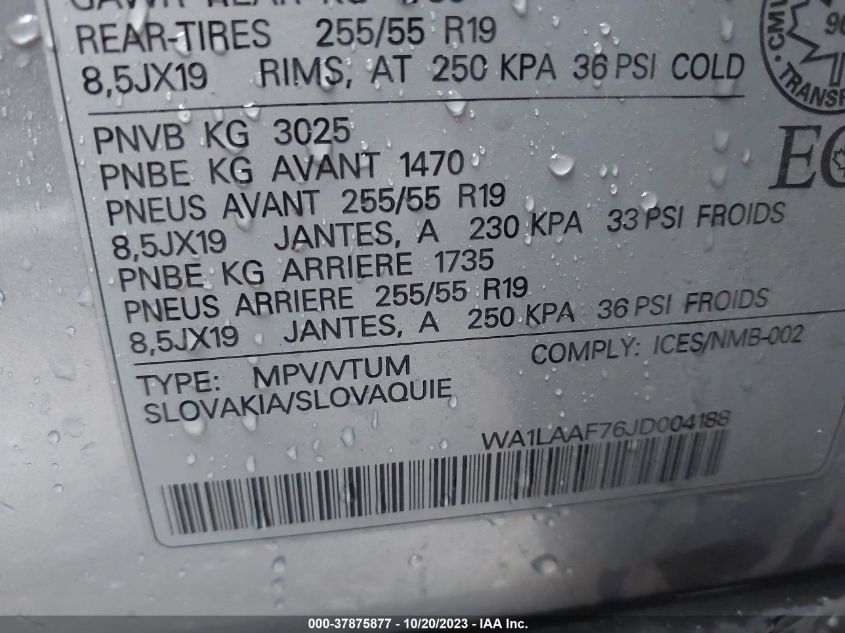 REAR-TIRES 255/55 R19
8,5JX19 RIMS, AT 250 KPA 36 PSI COLD
PNVB KG 3025
PNBE KG AVANT 1470
PNEUS AVANT 255/55 R19
8,5JX19 JANTES, A 230 KPA 33 PSI FROIDS
PNBE KG ARRIERE 1735
PNEUS ARRIERE 255/55 R19
8,5JX19 JANTES, A 250 KPA 36 PSI FROIDS
TYPE: MPV/VTUM COMPLY: ICES/NMB-002
SLOVAKIA/SLOVAQUIE
WA1LAAF76JD004188
000-37875877 - 10/20/2023 - IAA Inc.